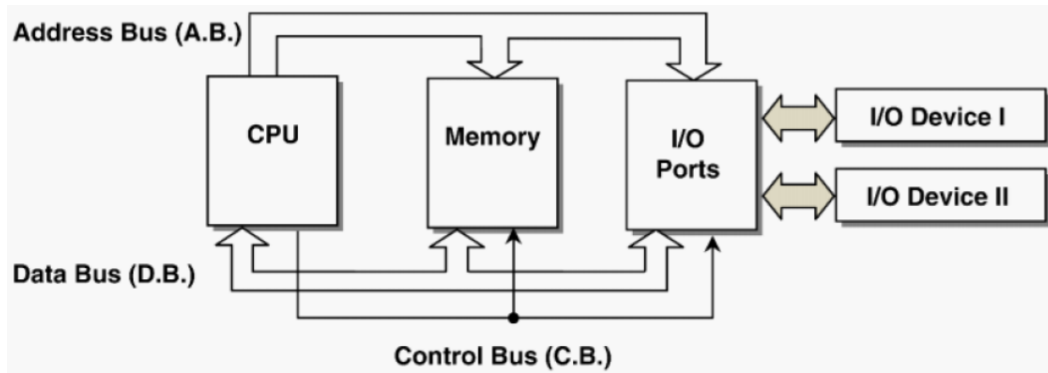 Address Bus (A.B.)
CPU
Memory
I/O
Ports
I/O Device I
I/O Device II
Data Bus (D.B.)
Control Bus (C.B.)